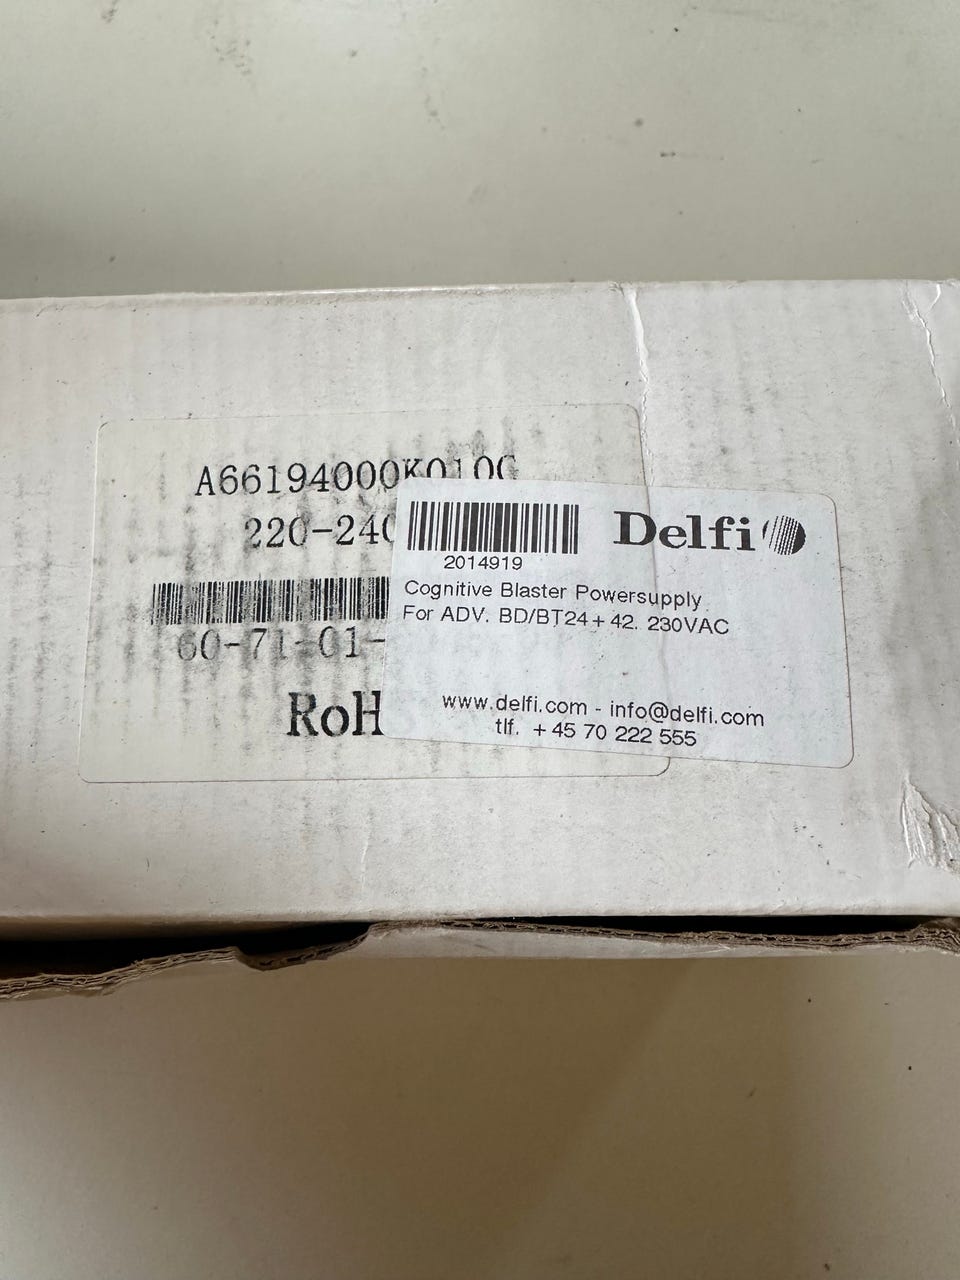 A66194000K010G
220-240
60-71-01-
RoH
Delfi
2014919
Cognitive Blaster Powersupply
For ADV. BD/BT24+42. 230VAC
www.delfi.com - info@delfi.com
tlf. +45 70 222 555